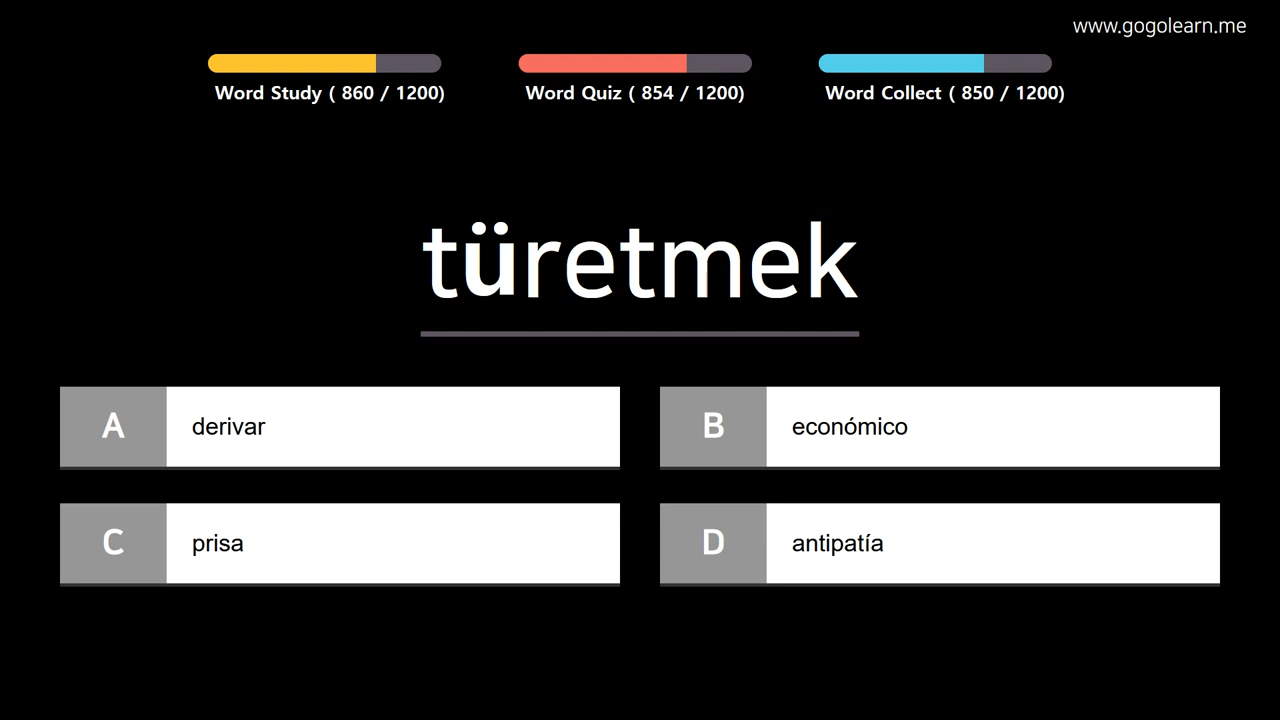 www.gogolearn.me
Word Study ( 860 / 1200)
Word Quiz ( 854 / 1200)
Word Collect ( 850 / 1200)
türetmek
A derivar
B económico
C prisa
D antipatía